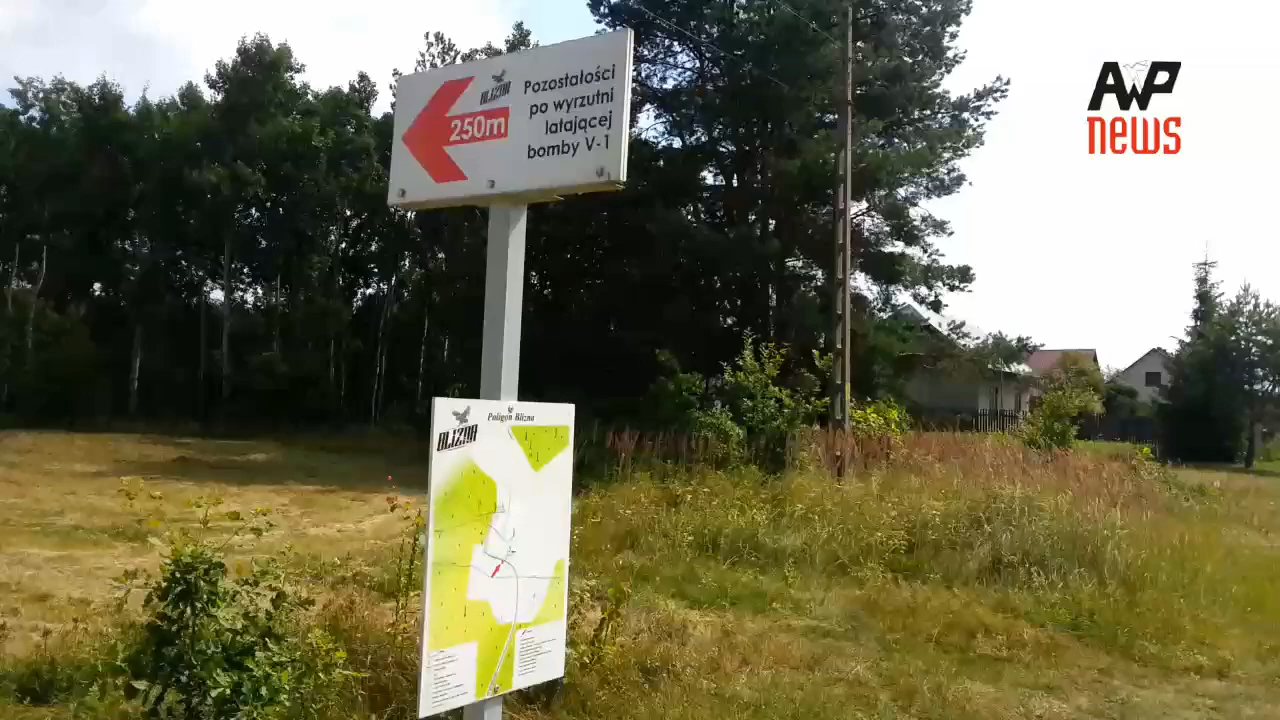 BLIZNA
250m
Pozostałości
po wyrzutni
latającej
bomby V-1
AWP
news
Poligon Blizna
BLIZNA